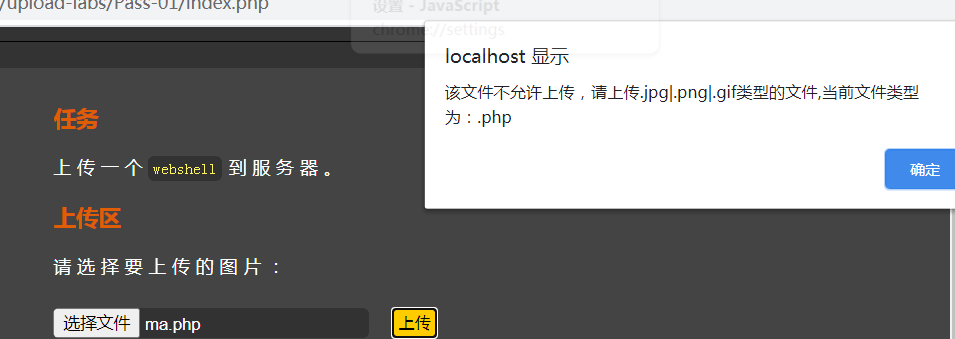 /upload-labs/Pass-01/index.php
设置 - JavaScript
chrome://settings
localhost 显示
该文件不允许上传，请上传.jpg|.png|.gif类型的文件,当前文件类型
为：.php
确定
任务
上传一个 webshell 到服务器。
上传区
请选择要上传的图片：
选择文件 ma.php
上传